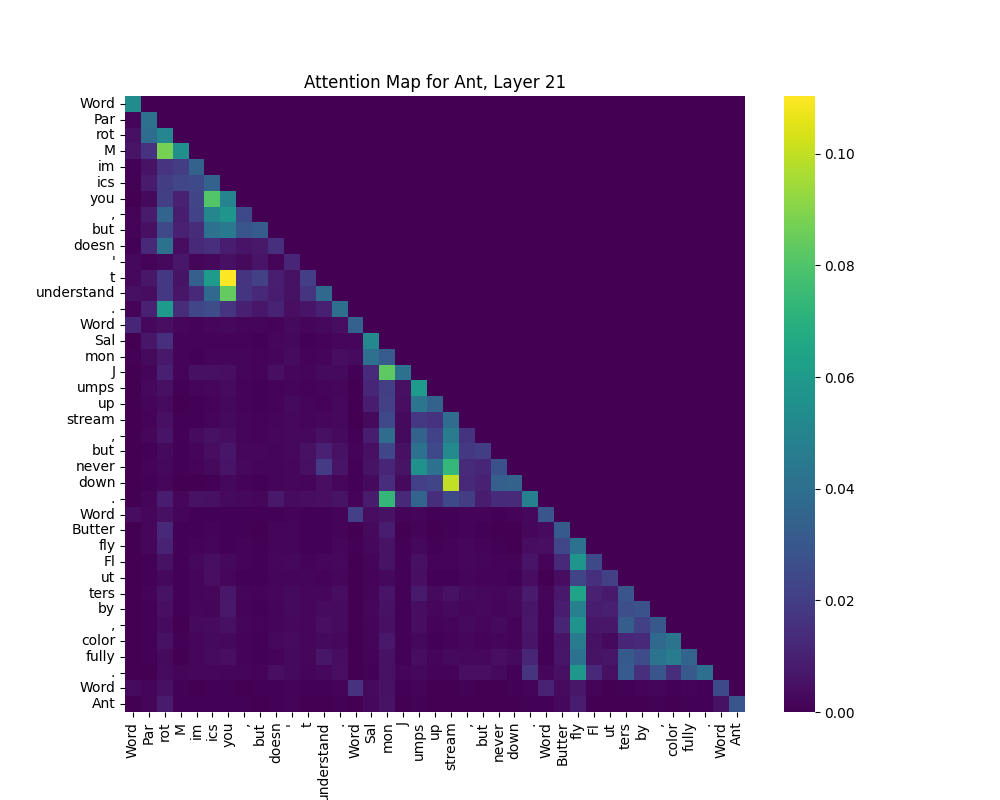 Attention Map for Ant, Layer 21
Word
Par
rot
M
im
ics
you
,
but
doesn
'
t
understand
.
Word
Sal
mon
J
umps
up
stream
,
but
never
down
.
Word
Butter
fly
Fl
ut
ters
by
,
color
fully
.
Word
Ant
0.10
0.08
0.06
0.04
0.02
0.00
Word
Par
rot
M
im
ics
you
,
but
doesn
'
t
understand
.
Word
Sal
mon
J
umps
up
stream
,
but
never
down
.
Word
Butter
fly
Fl
ut
ters
by
,
color
fully
.
Word
Ant